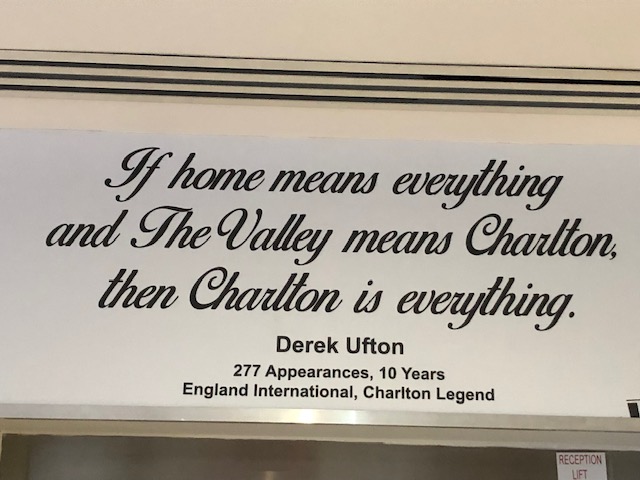 If home means everything
and The Valley means Charlton,
then Charlton is everything.
Derek Ufton
277 Appearances, 10 Years
England International, Charlton Legend
RECEPTION
LIFT